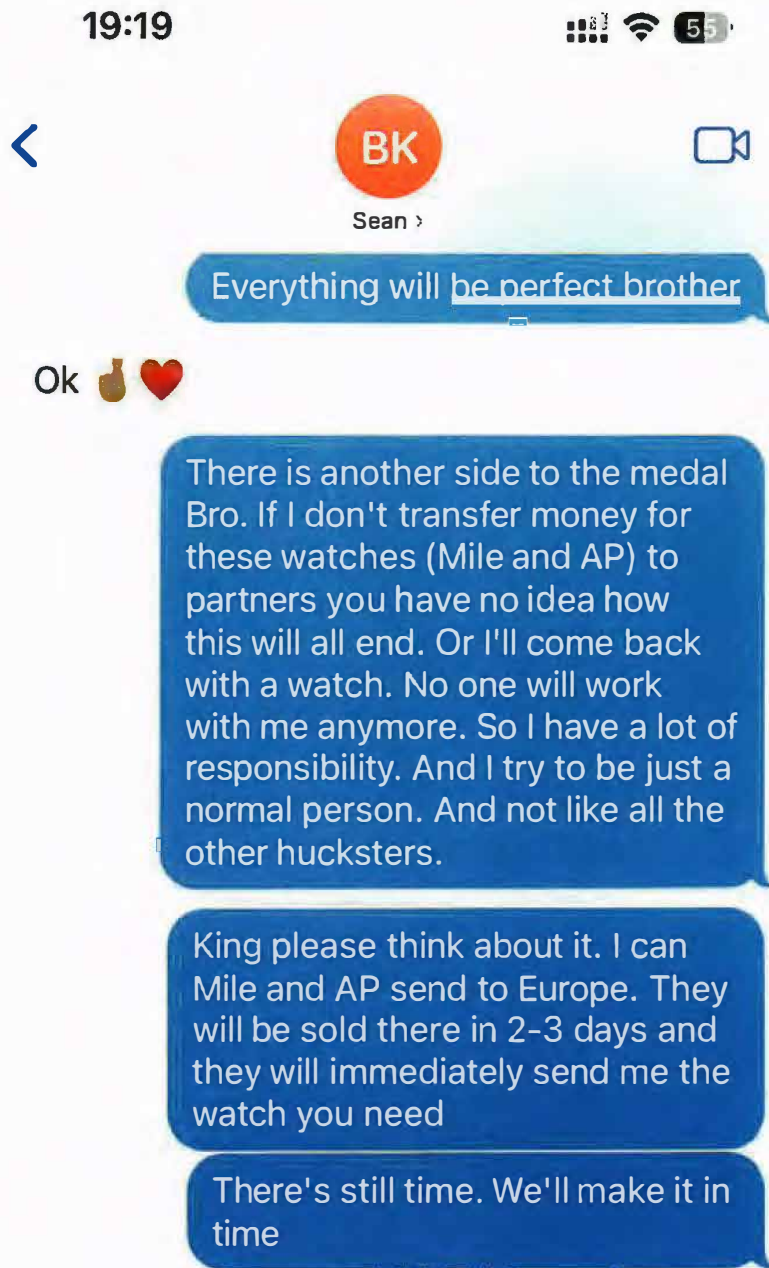 19:19
55
BK
Sean >
Everything will be perfect brother
Ok 🤞🏾❤️
There is another side to the medal
Bro. If I don't transfer money for
these watches (Mile and AP) to
partners you have no idea how
this will all end. Or I'll come back
with a watch. No one will work
with me anymore. So I have a lot of
responsibility. And I try to be just a
normal person. And not like all the
other hucksters.
King please think about it. I can
Mile and AP send to Europe. They
will be sold there in 2-3 days and
they will immediately send me the
watch you need
There's still time. We'll make it in
time